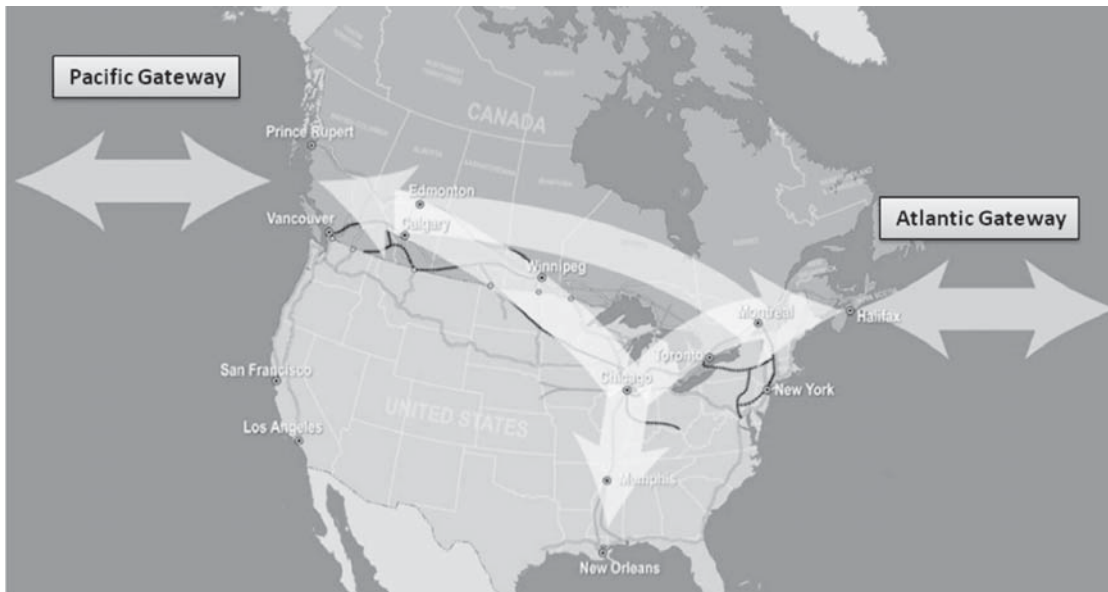 Pacific Gateway
CANADA
Prince Rupert
ALBERTA
Edmonton
Atlantic Gateway
Vancouver
Calgary
Winnipeg
Montreal
Halifax
Toronto
San Francisco
Chicago
New York
UNITED STATES
Los Angeles
Memphis
New Orleans